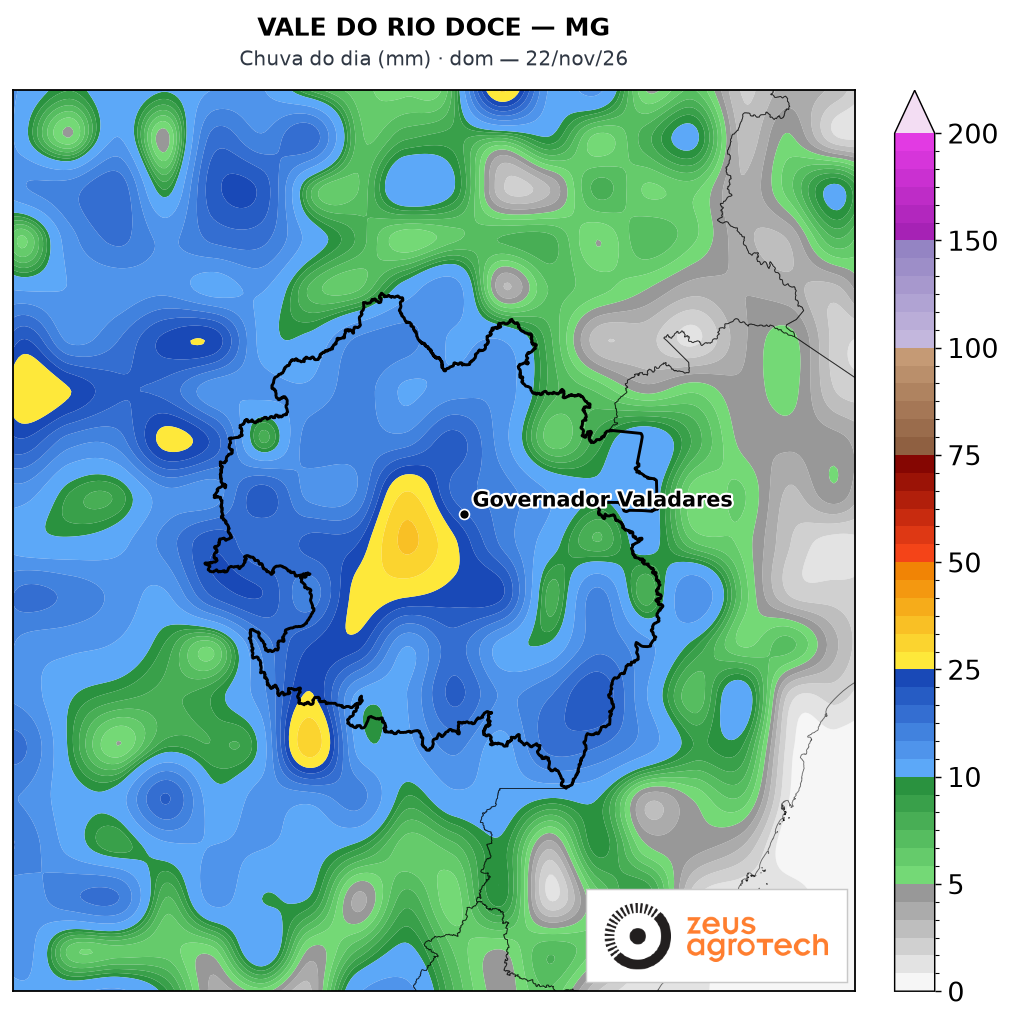 VALE DO RIO DOCE — MG
Chuva do dia (mm) · dom — 22/nov/26
200
150
100
75
50
25
10
5
0
Governador Valadares
zeus
agrotech